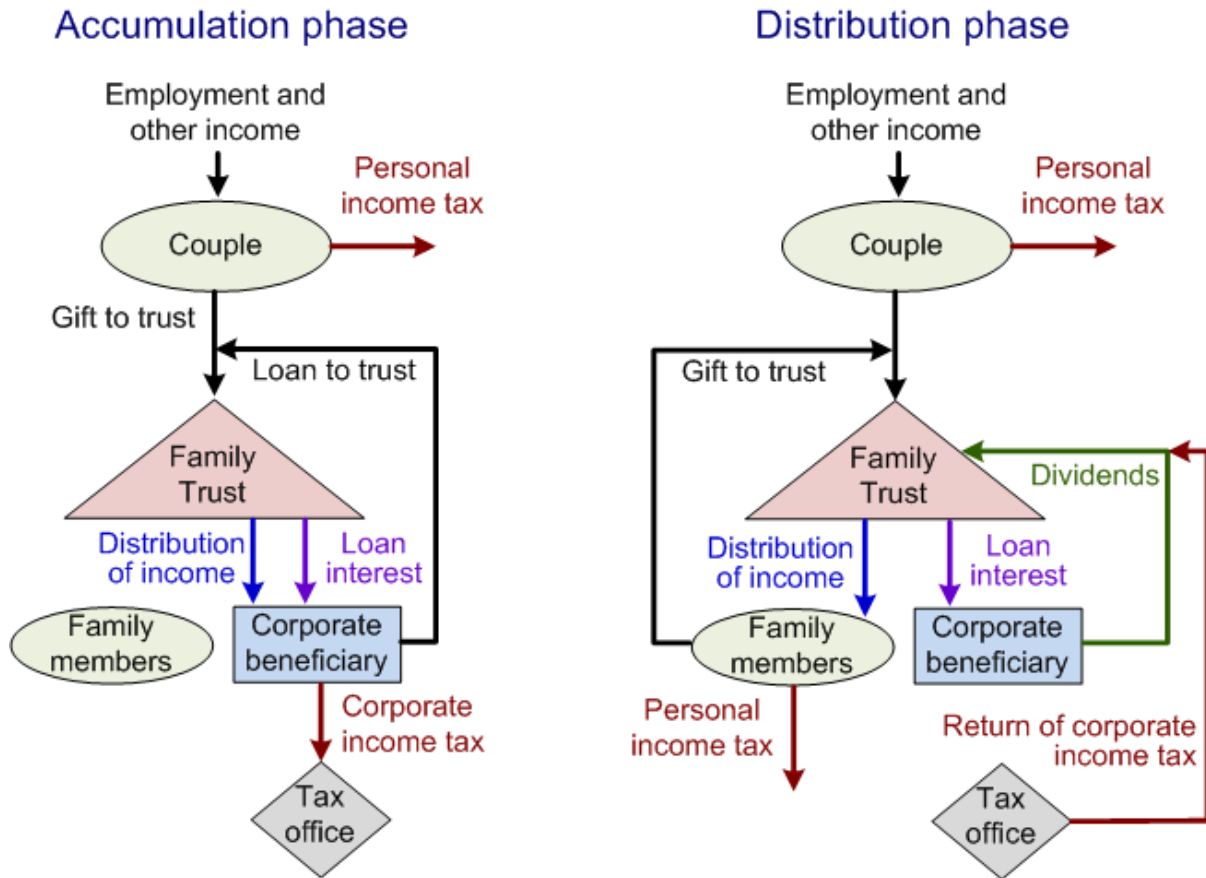 Accumulation phase
Employment and
other income
Personal
income tax
Couple
Gift to trust
Loan to trust
Family
Trust
Distribution
of income
Loan
interest
Family
members
Corporate
beneficiary
Corporate
income tax
Tax
office
Distribution phase
Employment and
other income
Personal
income tax
Couple
Gift to trust
Family
Trust
Dividends
Distribution
of income
Loan
interest
Family
members
Corporate
beneficiary
Personal
income tax
Return of corporate
income tax
Tax
office